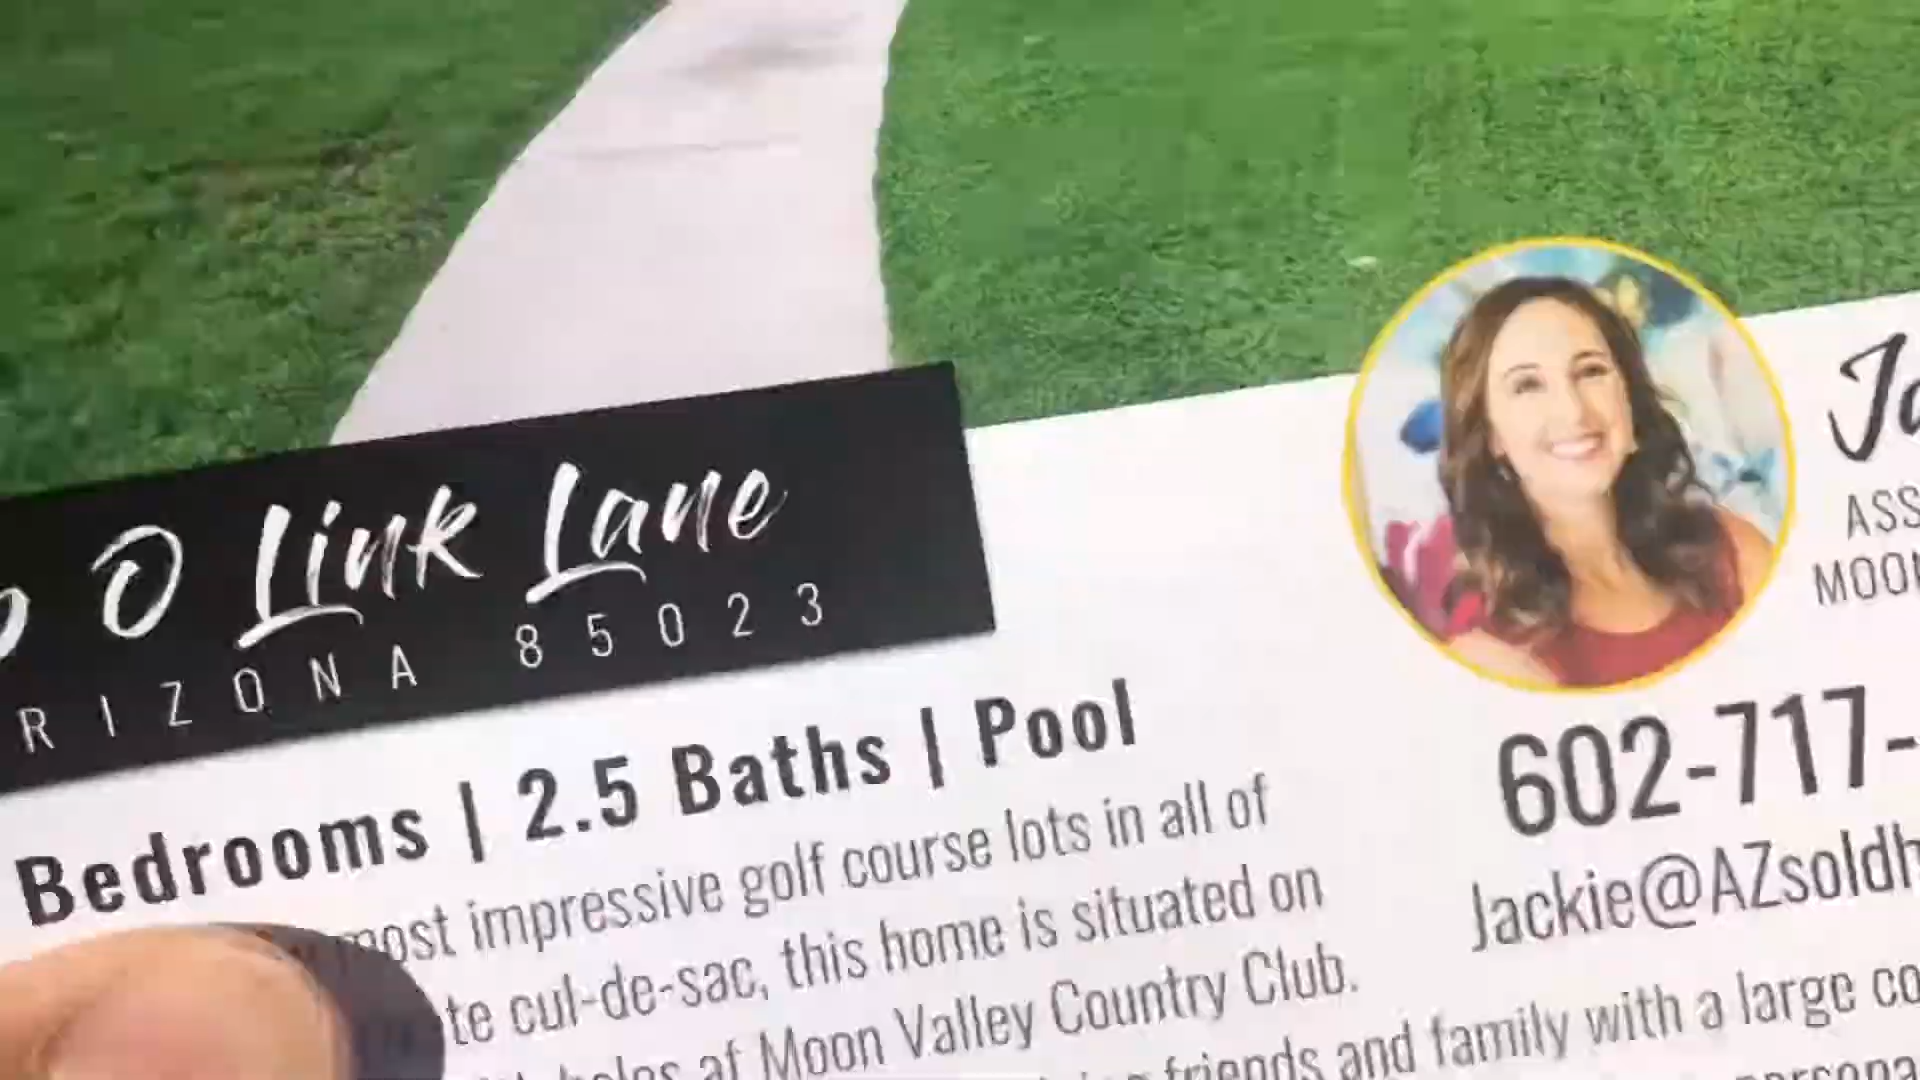 O Link Lane
RIZONA 85023
Bedrooms | 2.5 Baths | Pool
most impressive golf course lots in all of
te cul-de-sac, this home is situated on
holes at Moon Valley Country Club.
friends and family with a large co
Ja
ASS
MOON
602-717-
Jackie@AZsoldh
persona